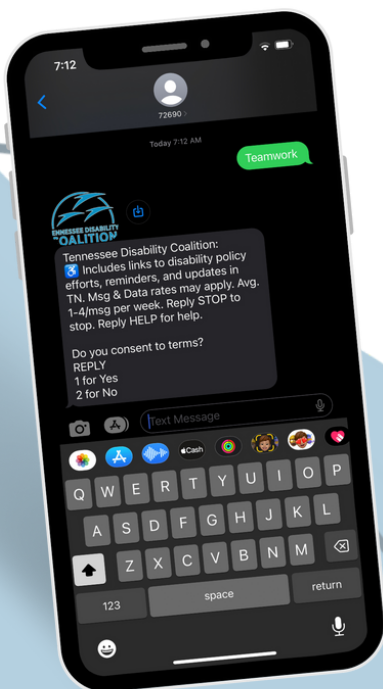 7:12
72690 >
Today 7:12 AM
Teamwork
TENNESSEE DISABILITY
COALITION
Tennessee Disability Coalition:
♿ Includes links to disability policy
efforts, reminders, and updates in
TN. Msg & Data rates may apply. Avg.
1-4/msg per week. Reply STOP to
stop. Reply HELP for help.
Do you consent to terms?
REPLY
1 for Yes
2 for No
Text Message
Cash
Q W E R T Y U I O P
A S D F G H J K L
Z X C V B N M
123 space return